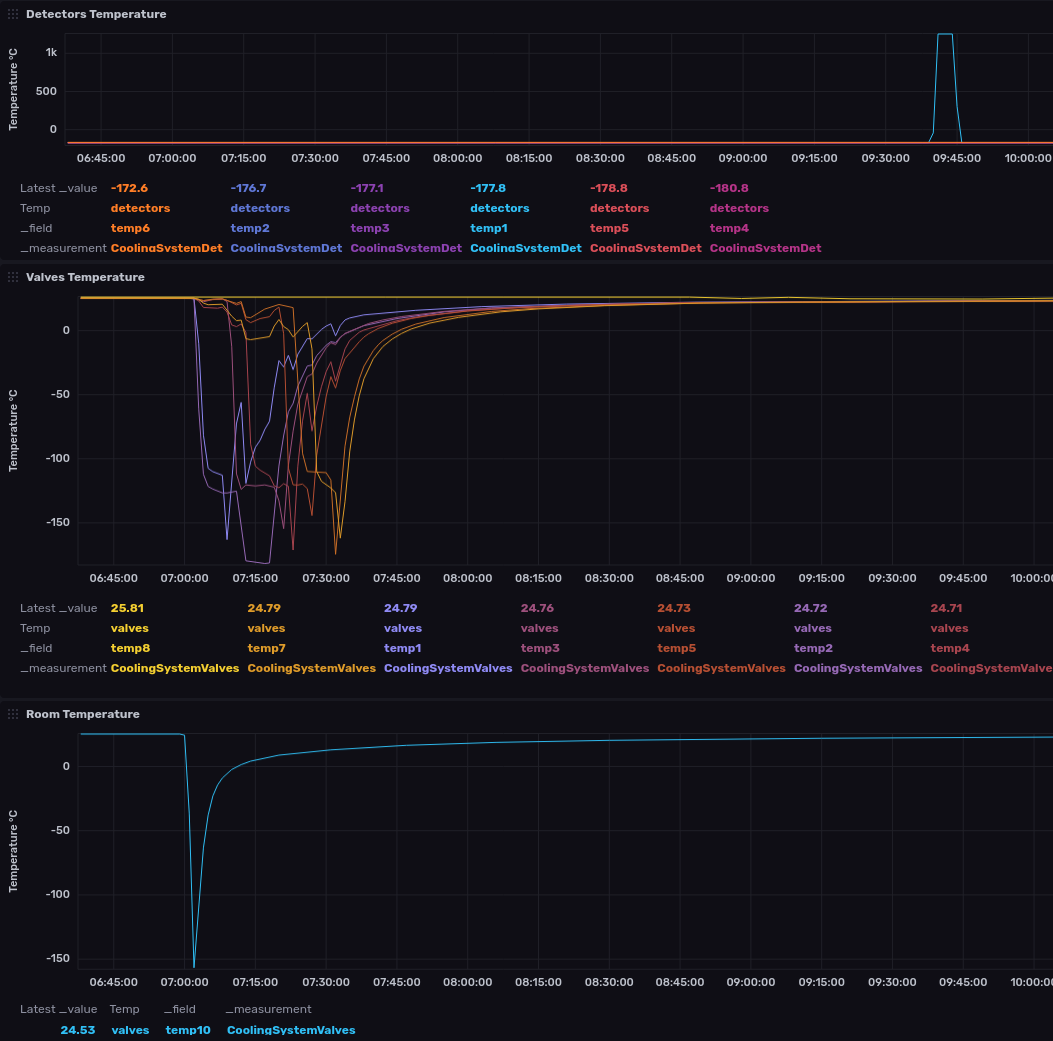 Detectors Temperature
Temperature °C
1k
500
0
06:45:00 07:00:00 07:15:00 07:30:00 07:45:00 08:00:00 08:15:00 08:30:00 08:45:00 09:00:00 09:15:00 09:30:00 09:45:00 10:00:00
Latest _value -172.6 -176.7 -177.1 -177.8 -178.8 -180.8
Temp detectors detectors detectors detectors detectors detectors
_field temp6 temp2 temp3 temp1 temp5 temp4
_measurement CoolingSystemDet CoolingSystemDet CoolingSystemDet CoolingSystemDet CoolingSystemDet CoolingSystemDet
Valves Temperature
Temperature °C
0
-50
-100
-150
06:45:00 07:00:00 07:15:00 07:30:00 07:45:00 08:00:00 08:15:00 08:30:00 08:45:00 09:00:00 09:15:00 09:30:00 09:45:00 10:00:00
Latest _value 25.81 24.79 24.79 24.76 24.73 24.72 24.71
Temp valves valves valves valves valves valves valves
_field temp8 temp7 temp1 temp3 temp5 temp2 temp4
_measurement CoolingSystemValves CoolingSystemValves CoolingSystemValves CoolingSystemValves CoolingSystemValves CoolingSystemValves CoolingSystemValve
Room Temperature
Temperature °C
0
-50
-100
-150
06:45:00 07:00:00 07:15:00 07:30:00 07:45:00 08:00:00 08:15:00 08:30:00 08:45:00 09:00:00 09:15:00 09:30:00 09:45:00 10:00:00
Latest _value Temp _field _measurement
24.53 valves temp10 CoolingSystemValves